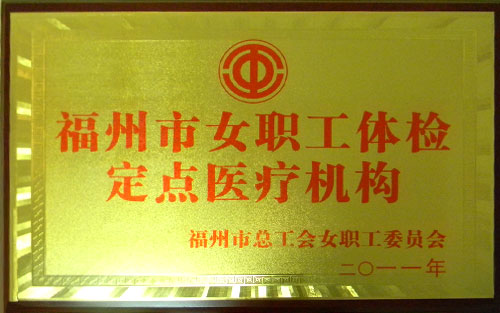 福州市女职工体检
定点医疗机构
福州市总工会女职工委员会
二〇一一年